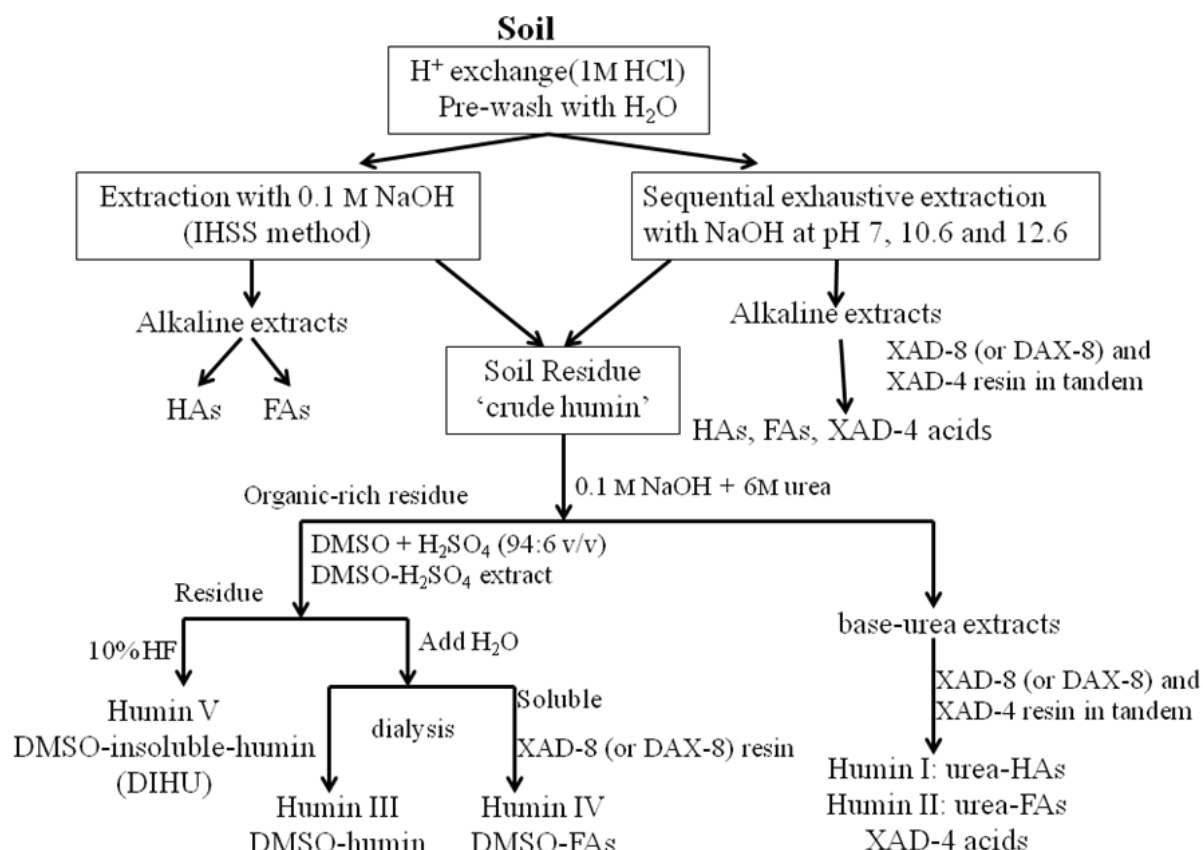 Soil
H⁺ exchange(1M HCl)
Pre-wash with H₂O
Extraction with 0.1 M NaOH
(IHSS method)
Sequential exhaustive extraction
with NaOH at pH 7, 10.6 and 12.6
Alkaline extracts
HAs FAs
Alkaline extracts
XAD-8 (or DAX-8) and
XAD-4 resin in tandem
HAs, FAs, XAD-4 acids
Soil Residue
‘crude humin’
0.1 M NaOH + 6M urea
Organic-rich residue
DMSO + H₂SO₄ (94:6 v/v)
DMSO-H₂SO₄ extract
Residue
10%HF
Add H₂O
Humin V
DMSO-insoluble-humin
(DIHU)
dialysis
Soluble
XAD-8 (or DAX-8) resin
Humin III
DMSO-humin
Humin IV
DMSO-FAs
base-urea extracts
XAD-8 (or DAX-8) and
XAD-4 resin in tandem
Humin I: urea-HAs
Humin II: urea-FAs
XAD-4 acids